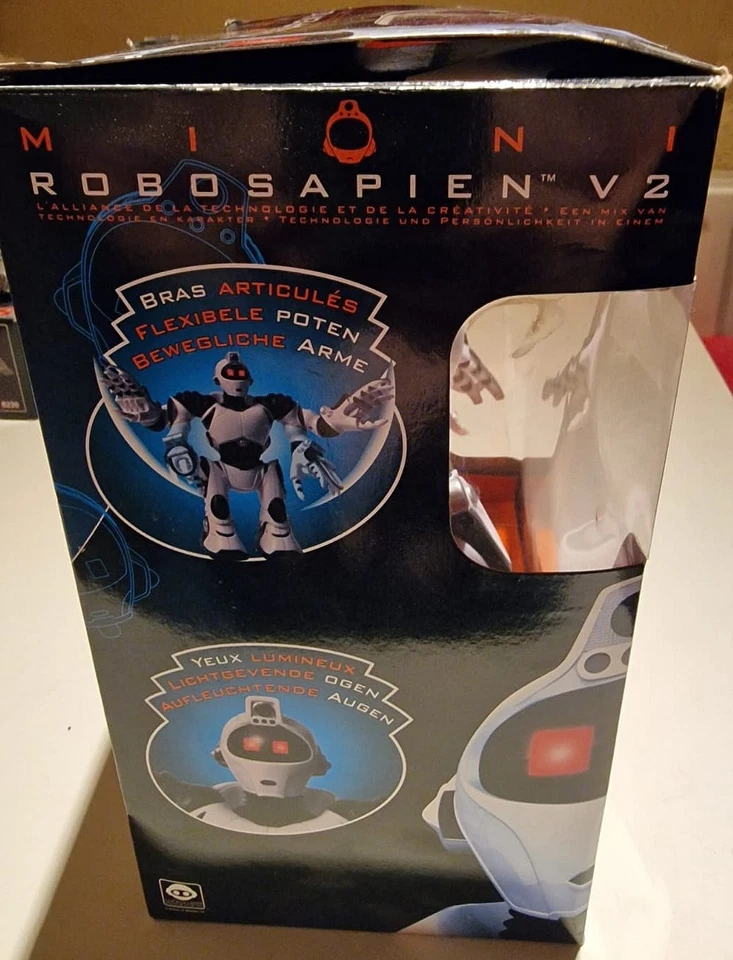 MINI
ROBOSAPIEN™ V2
L'ALLIANCE DE LA TECHNOLOGIE ET DE LA CRÉATIVITÉ * EEN MIX VAN
TECHNOLOGIE EN KARAKTER * TECHNOLOGIE UND PERSÖNLICHKEIT IN EINEM
BRAS ARTICULÉS
FLEXIBELE POTEN
BEWEGLICHE ARME
YEUX LUMINEUX
LICHTGEVENDE OGEN
AUFLEUCHTENDE AUGEN